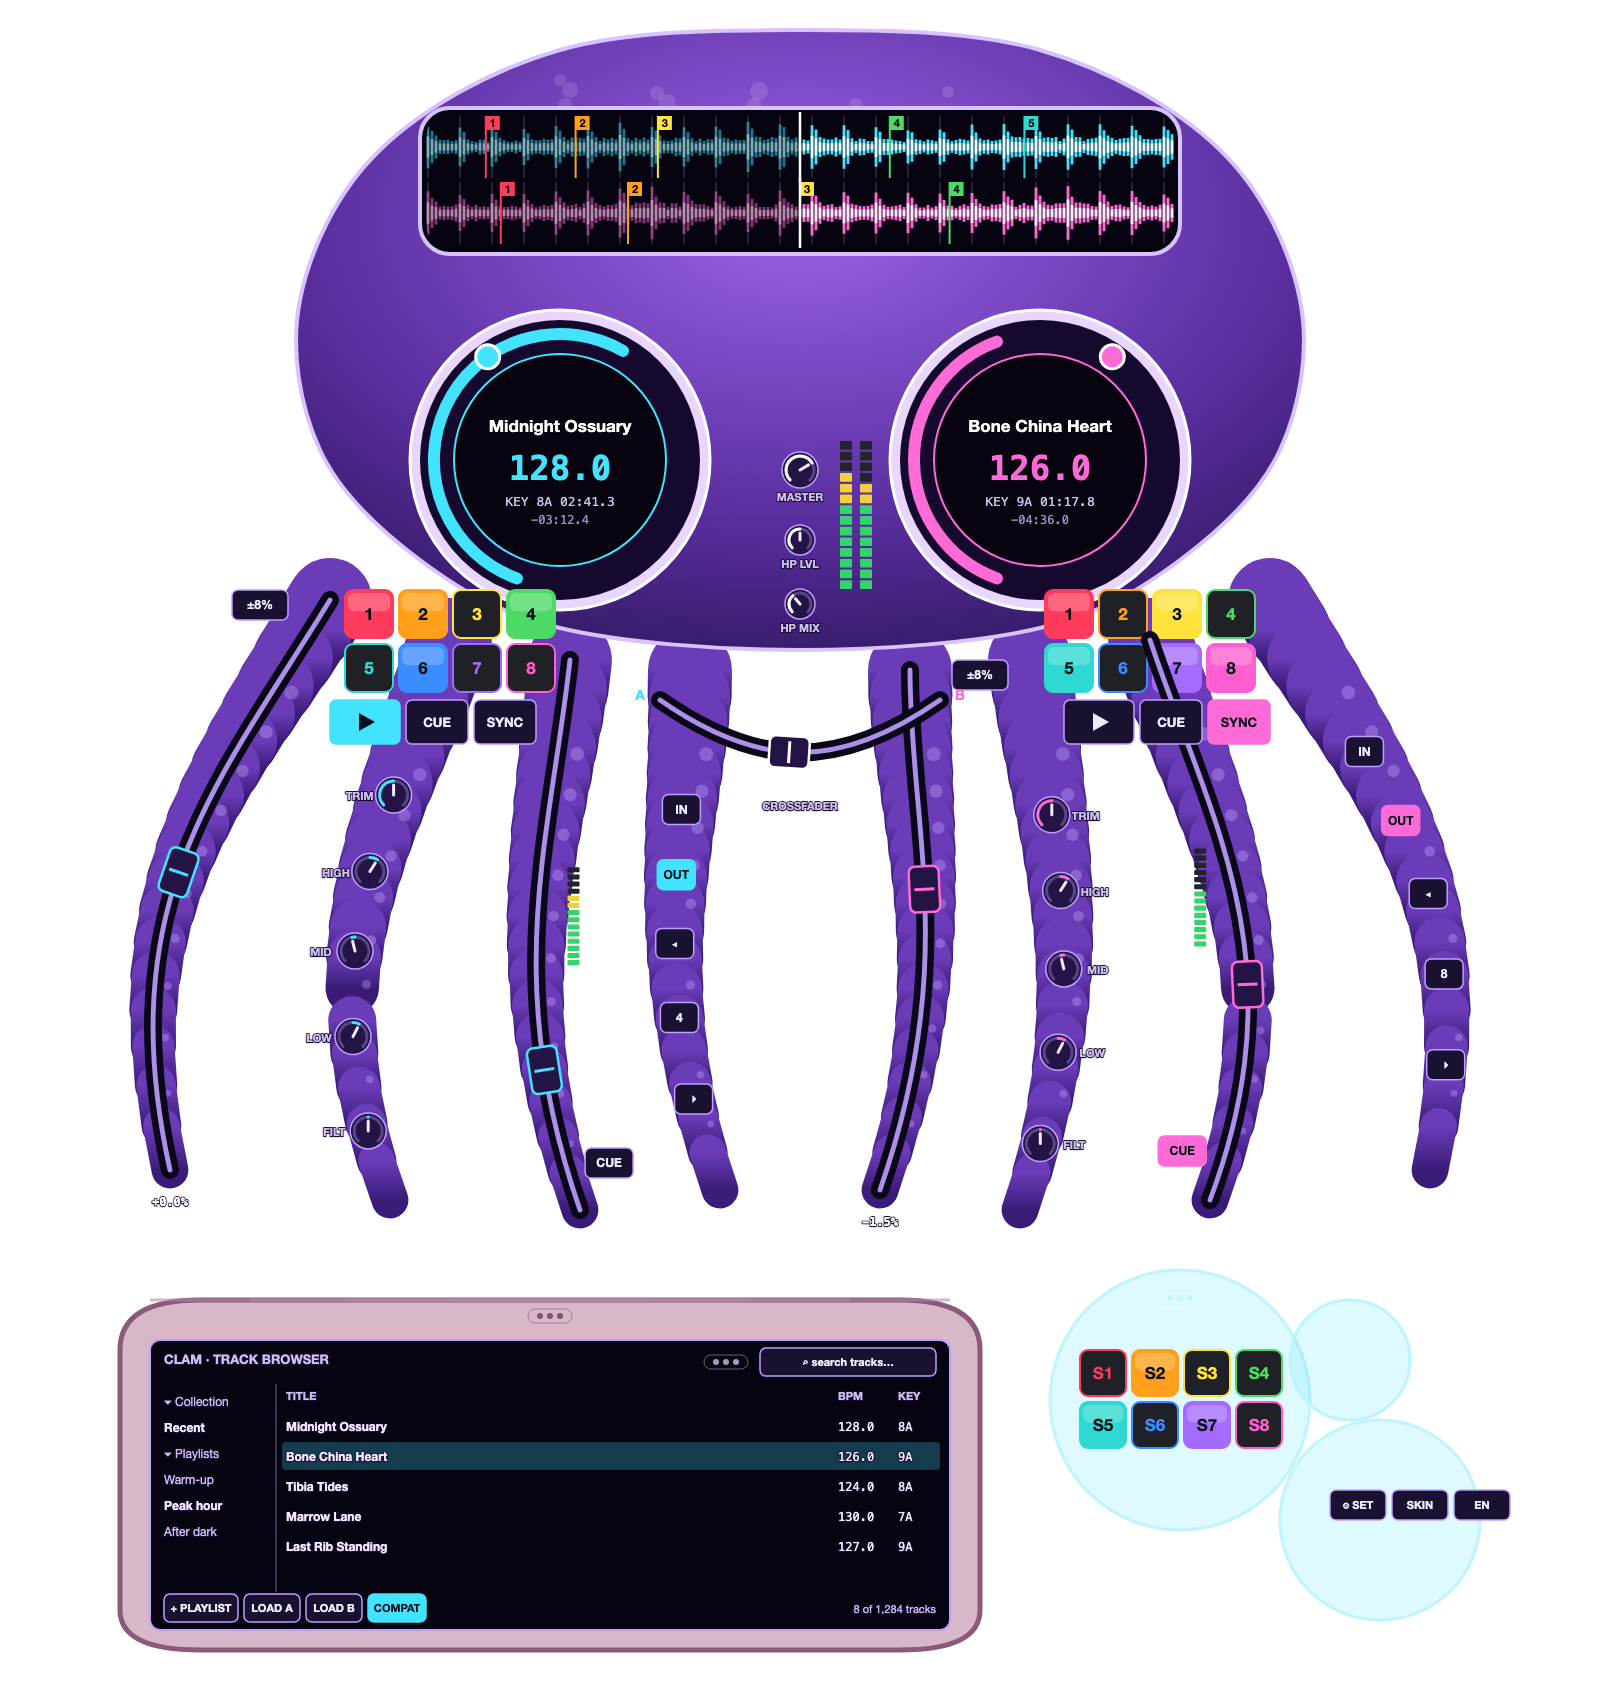 1 2 3 4 5
1 2 3 4
Midnight Ossuary
128.0
KEY 8A 02:41.3
−03:12.4
Bone China Heart
126.0
KEY 9A 01:17.8
−04:36.0
MASTER
HP LVL
HP MIX
±8%
1 2 3 4
5 6 7 8
CUE SYNC
1 2 3 4
±8%
5 6 7 8
CUE SYNC
A B
CROSSFADER
TRIM
HIGH
MID
LOW
FILT
IN
OUT
4
CUE
TRIM
HIGH
MID
LOW
FILT
IN
OUT
8
CUE
+0.0%
−1.5%
CLAM · TRACK BROWSER
⌕ search tracks...
Collection
Recent
Playlists
Warm-up
Peak hour
After dark
TITLE BPM KEY
Midnight Ossuary 128.0 8A
Bone China Heart 126.0 9A
Tibia Tides 124.0 8A
Marrow Lane 130.0 7A
Last Rib Standing 127.0 9A
+ PLAYLIST LOAD A LOAD B COMPAT
8 of 1,284 tracks
S1 S2 S3 S4
S5 S6 S7 S8
⚙ SET SKIN EN